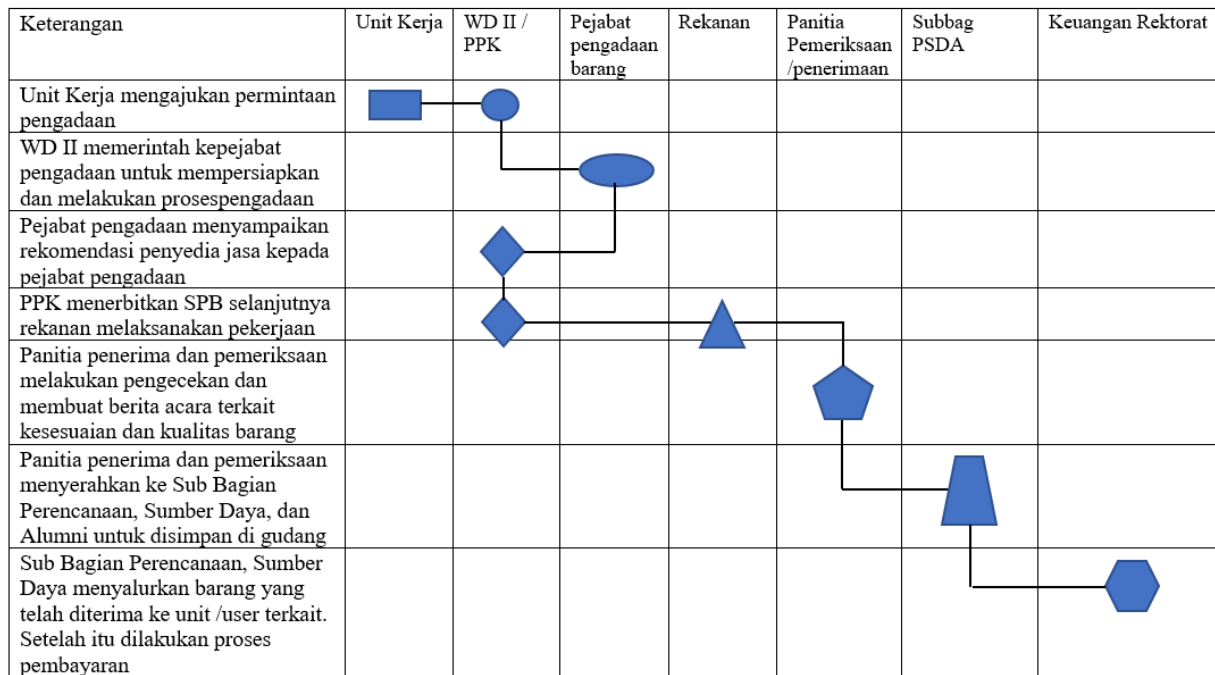 Keterangan
Unit Kerja
WD II /
PPK
Pejabat
pengadaan
barang
Rekanan
Panitia
Pemeriksaan
/penerimaan
Subbag
PSDA
Keuangan Rektorat
Unit Kerja mengajukan permintaan
pengadaan
WD II memerintah kepejabat
pengadaan untuk mempersiapkan
dan melakukan prosespengadaan
Pejabat pengadaan menyampaikan
rekomendasi penyedia jasa kepada
pejabat pengadaan
PPK menerbitkan SPB selanjutnya
rekanan melaksanakan pekerjaan
Panitia penerima dan pemeriksaan
melakukan pengecekan dan
membuat berita acara terkait
kesesuaian dan kualitas barang
Panitia penerima dan pemeriksaan
menyerahkan ke Sub Bagian
Perencanaan, Sumber Daya, dan
Alumni untuk disimpan di gudang
Sub Bagian Perencanaan, Sumber
Daya menyalurkan barang yang
telah diterima ke unit /user terkait.
Setelah itu dilakukan proses
pembayaran